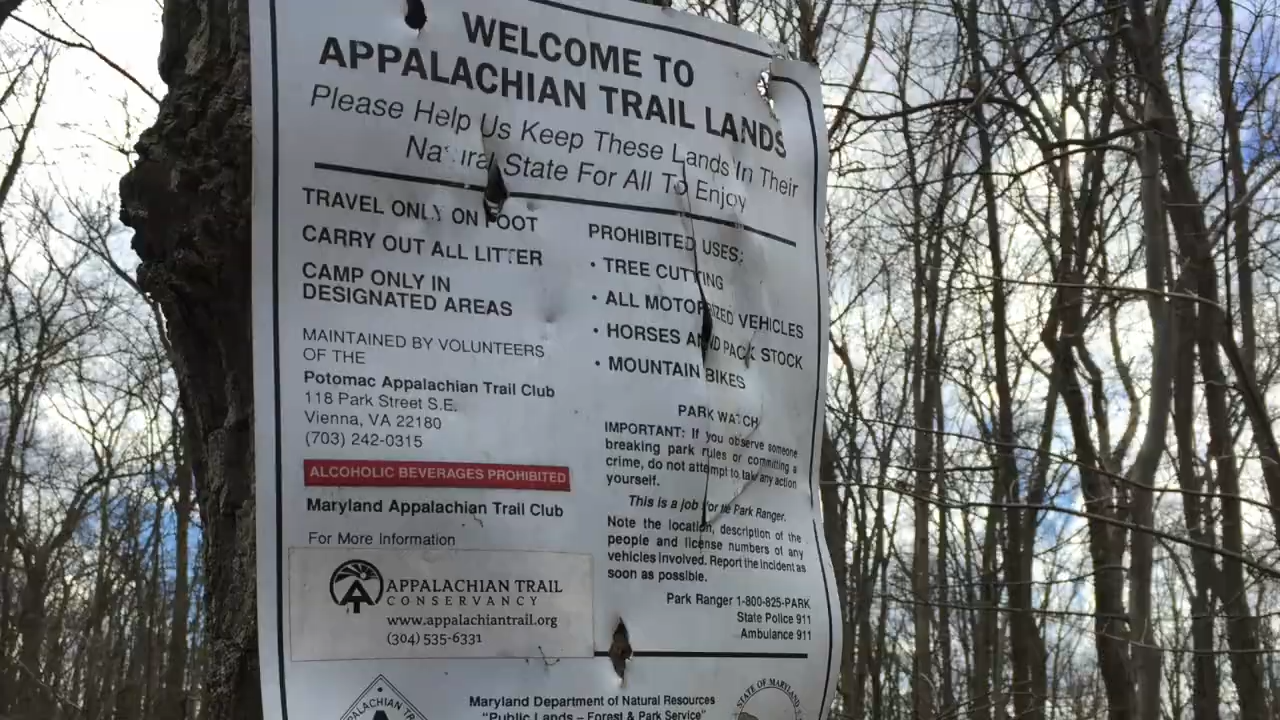 WELCOME TO
APPALACHIAN TRAIL LANDS
Please Help Us Keep These Lands In Their
Natural State For All To Enjoy
TRAVEL ONLY ON FOOT
CARRY OUT ALL LITTER
CAMP ONLY IN
DESIGNATED AREAS
MAINTAINED BY VOLUNTEERS
OF THE
Potomac Appalachian Trail Club
118 Park Street S.E.
Vienna, VA 22180
(703) 242-0315
ALCOHOLIC BEVERAGES PROHIBITED
Maryland Appalachian Trail Club
For More Information
APPALACHIAN TRAIL
CONSERVANCY
www.appalachiantrail.org
(304) 535-6331
PROHIBITED USES:
• TREE CUTTING
• ALL MOTORIZED VEHICLES
• HORSES AND PACK STOCK
• MOUNTAIN BIKES
PARK WATCH
IMPORTANT: If you observe someone
breaking park rules or committing a
crime, do not attempt to take any action
yourself.
This is a job for the Park Ranger.
Note the location, description of the
people and license numbers of any
vehicles involved. Report the incident as
soon as possible.
Park Ranger 1-800-825-PARK
State Police 911
Ambulance 911
APPALACHIAN TR
Maryland Department of Natural Resources
"Public Lands – Forest & Park Service"
STATE OF MARYLAND